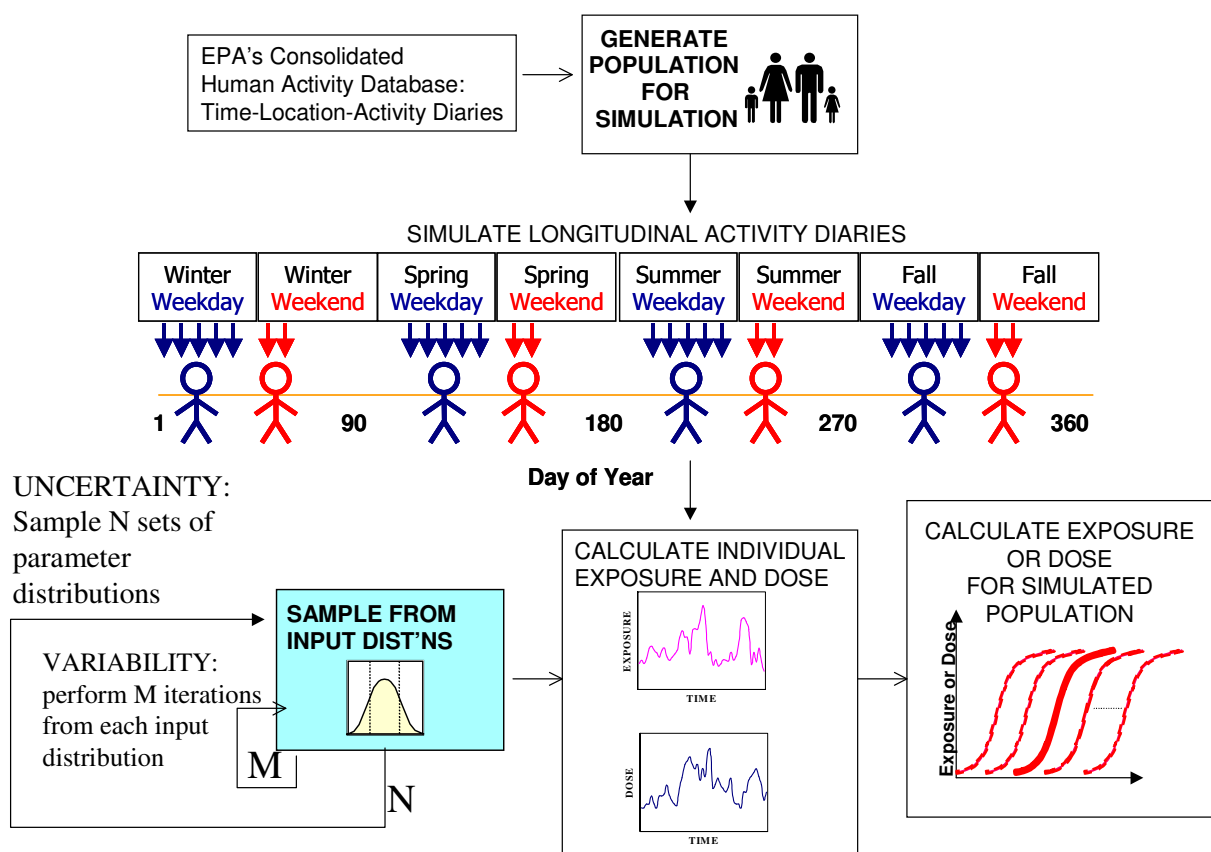 EPA's Consolidated
Human Activity Database:
Time-Location-Activity Diaries
GENERATE
POPULATION
FOR
SIMULATION
SIMULATE LONGITUDINAL ACTIVITY DIARIES
Winter
Weekday
Winter
Weekend
Spring
Weekday
Spring
Weekend
Summer
Weekday
Summer
Weekend
Fall
Weekday
Fall
Weekend
1
90
180
270
360
Day of Year
UNCERTAINTY:
Sample N sets of
parameter
distributions
VARIABILITY:
perform M iterations
from each input
distribution
M
N
SAMPLE FROM
INPUT DIST'NS
CALCULATE INDIVIDUAL
EXPOSURE AND DOSE
EXPOSURE
TIME
DOSE
TIME
CALCULATE EXPOSURE
OR DOSE
FOR SIMULATED
POPULATION
Exposure or Dose